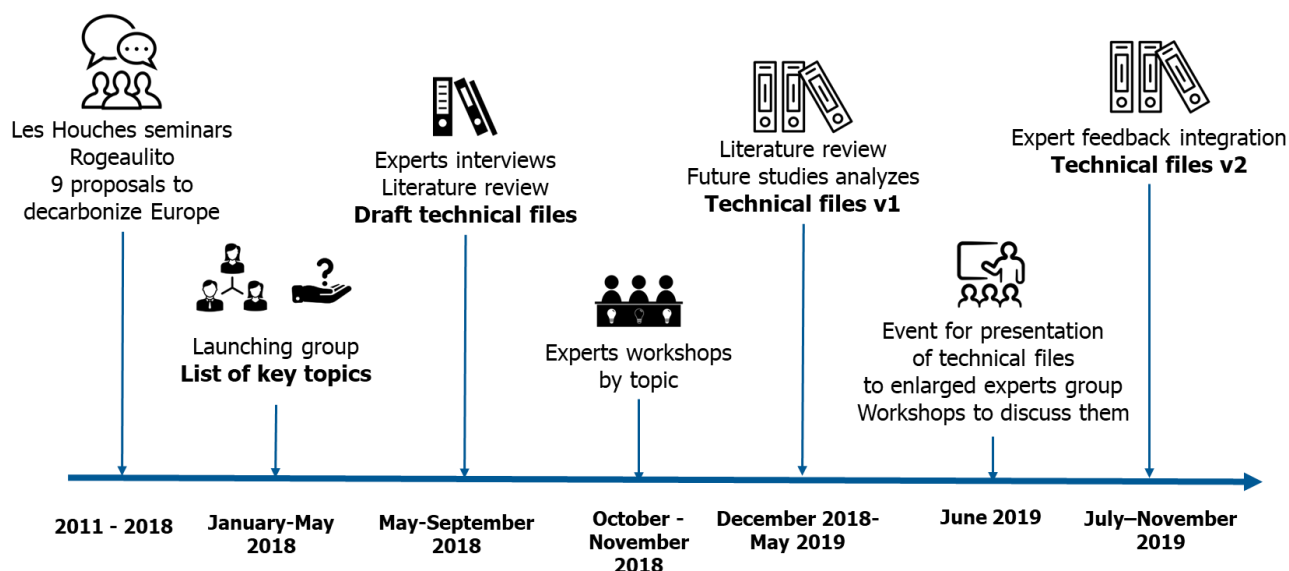 Les Houches seminars
Rogeaulito
9 proposals to
decarbonize Europe
Launching group
List of key topics
Experts interviews
Literature review
Draft technical files
Experts workshops
by topic
Literature review
Future studies analyzes
Technical files v1
Event for presentation
of technical files
to enlarged experts group
Workshops to discuss them
Expert feedback integration
Technical files v2
2011 - 2018
January-May
2018
May-September
2018
October -
November
2018
December 2018-
May 2019
June 2019
July–November
2019